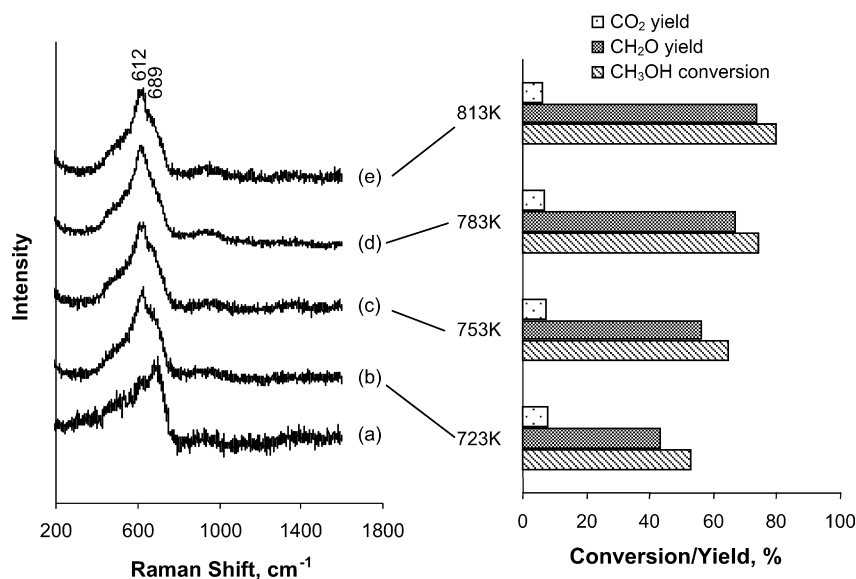 CO₂ yield
CH₂O yield
CH₃OH conversion
612
689
813K
(e)
783K
(d)
(c)
753K
(b)
(a)
723K
Intensity
200 600 1000 1400 1800
Raman Shift, cm⁻¹
0 20 40 60 80 100
Conversion/Yield, %